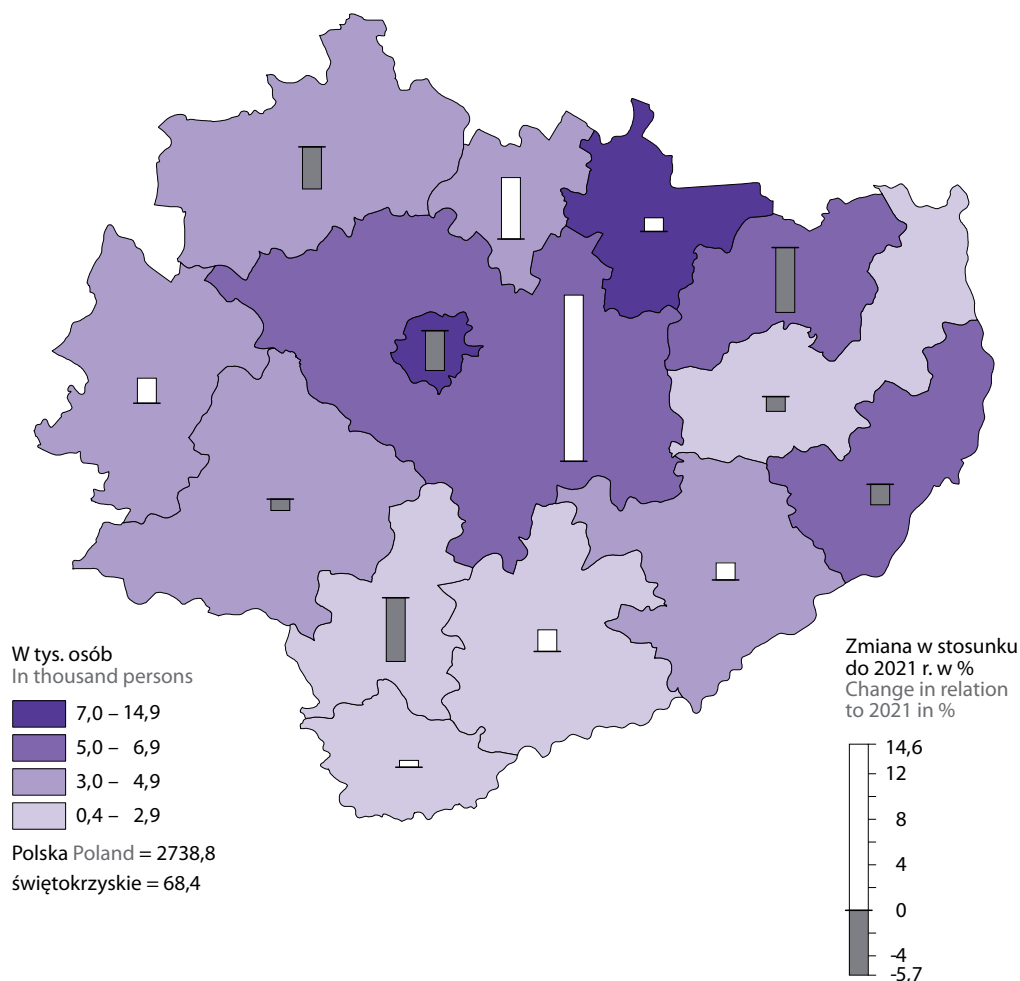 W tys. osób
In thousand persons
7,0 – 14,9
5,0 – 6,9
3,0 – 4,9
0,4 – 2,9
Polska Poland = 2738,8
świętokrzyskie = 68,4
Zmiana w stosunku
do 2021 r. w %
Change in relation
to 2021 in %
14,6
12
8
4
0
-4
-5,7